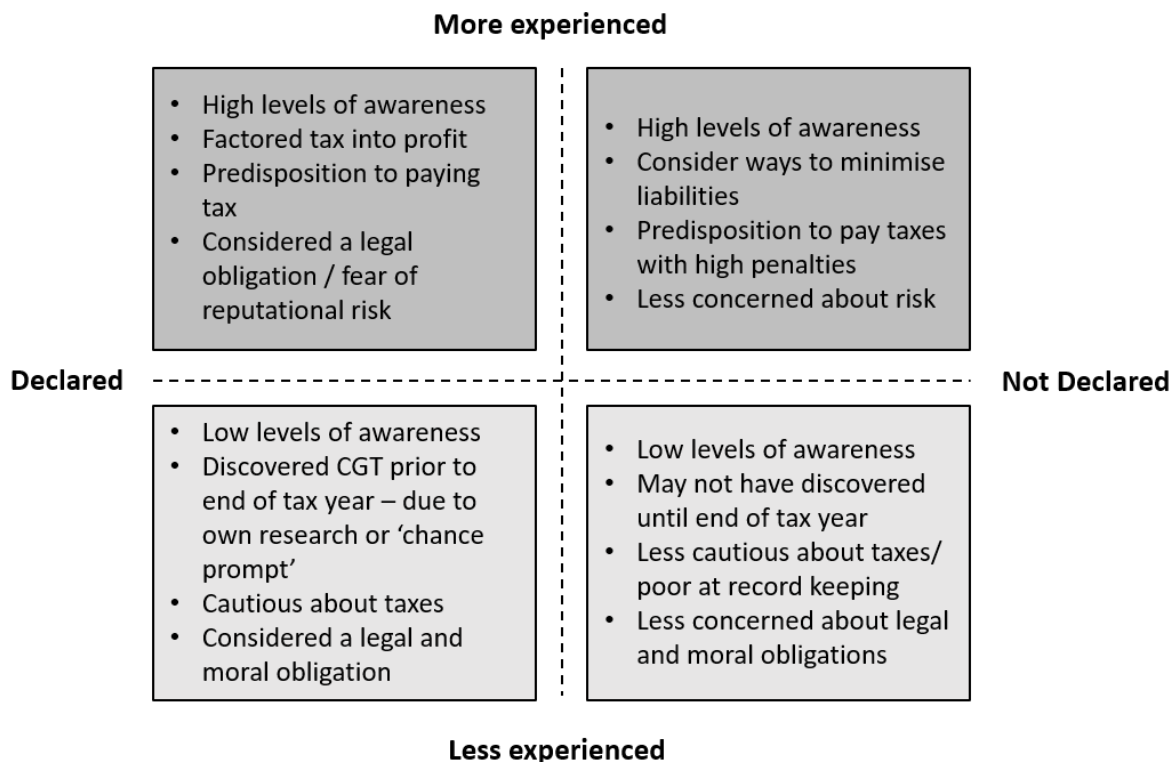 More experienced
• High levels of awareness
• Factored tax into profit
• Predisposition to paying
tax
• Considered a legal
obligation / fear of
reputational risk
• High levels of awareness
• Consider ways to minimise
liabilities
• Predisposition to pay taxes
with high penalties
• Less concerned about risk
Declared
Not Declared
• Low levels of awareness
• Discovered CGT prior to
end of tax year – due to
own research or ‘chance
prompt’
• Cautious about taxes
• Considered a legal and
moral obligation
• Low levels of awareness
• May not have discovered
until end of tax year
• Less cautious about taxes/
poor at record keeping
• Less concerned about legal
and moral obligations
Less experienced